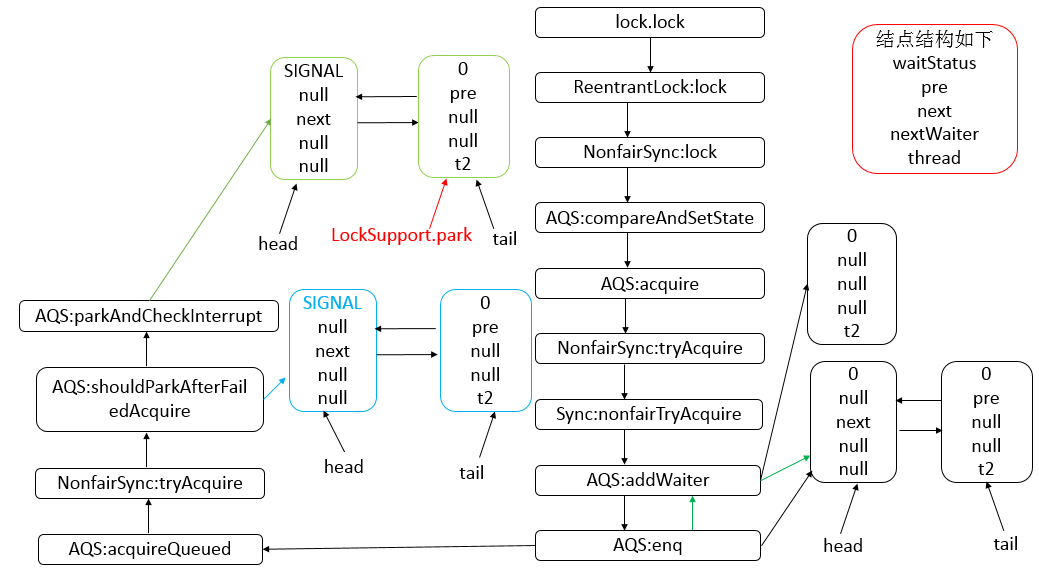 lock.lock
ReentrantLock:lock
NonfairSync:lock
AQS:compareAndSetState
AQS:acquire
NonfairSync:tryAcquire
Sync:nonfairTryAcquire
AQS:addWaiter
AQS:enq
结点结构如下
waitStatus
pre
next
nextWaiter
thread
0
null
null
null
t2
0
null
next
null
null
0
pre
null
null
t2
head
tail
AQS:acquireQueued
NonfairSync:tryAcquire
AQS:shouldParkAfterFail
edAcquire
SIGNAL
null
next
null
null
0
pre
null
null
t2
head
tail
AQS:parkAndCheckInterrupt
SIGNAL
null
next
null
null
0
pre
null
null
t2
head
LockSupport.park
tail